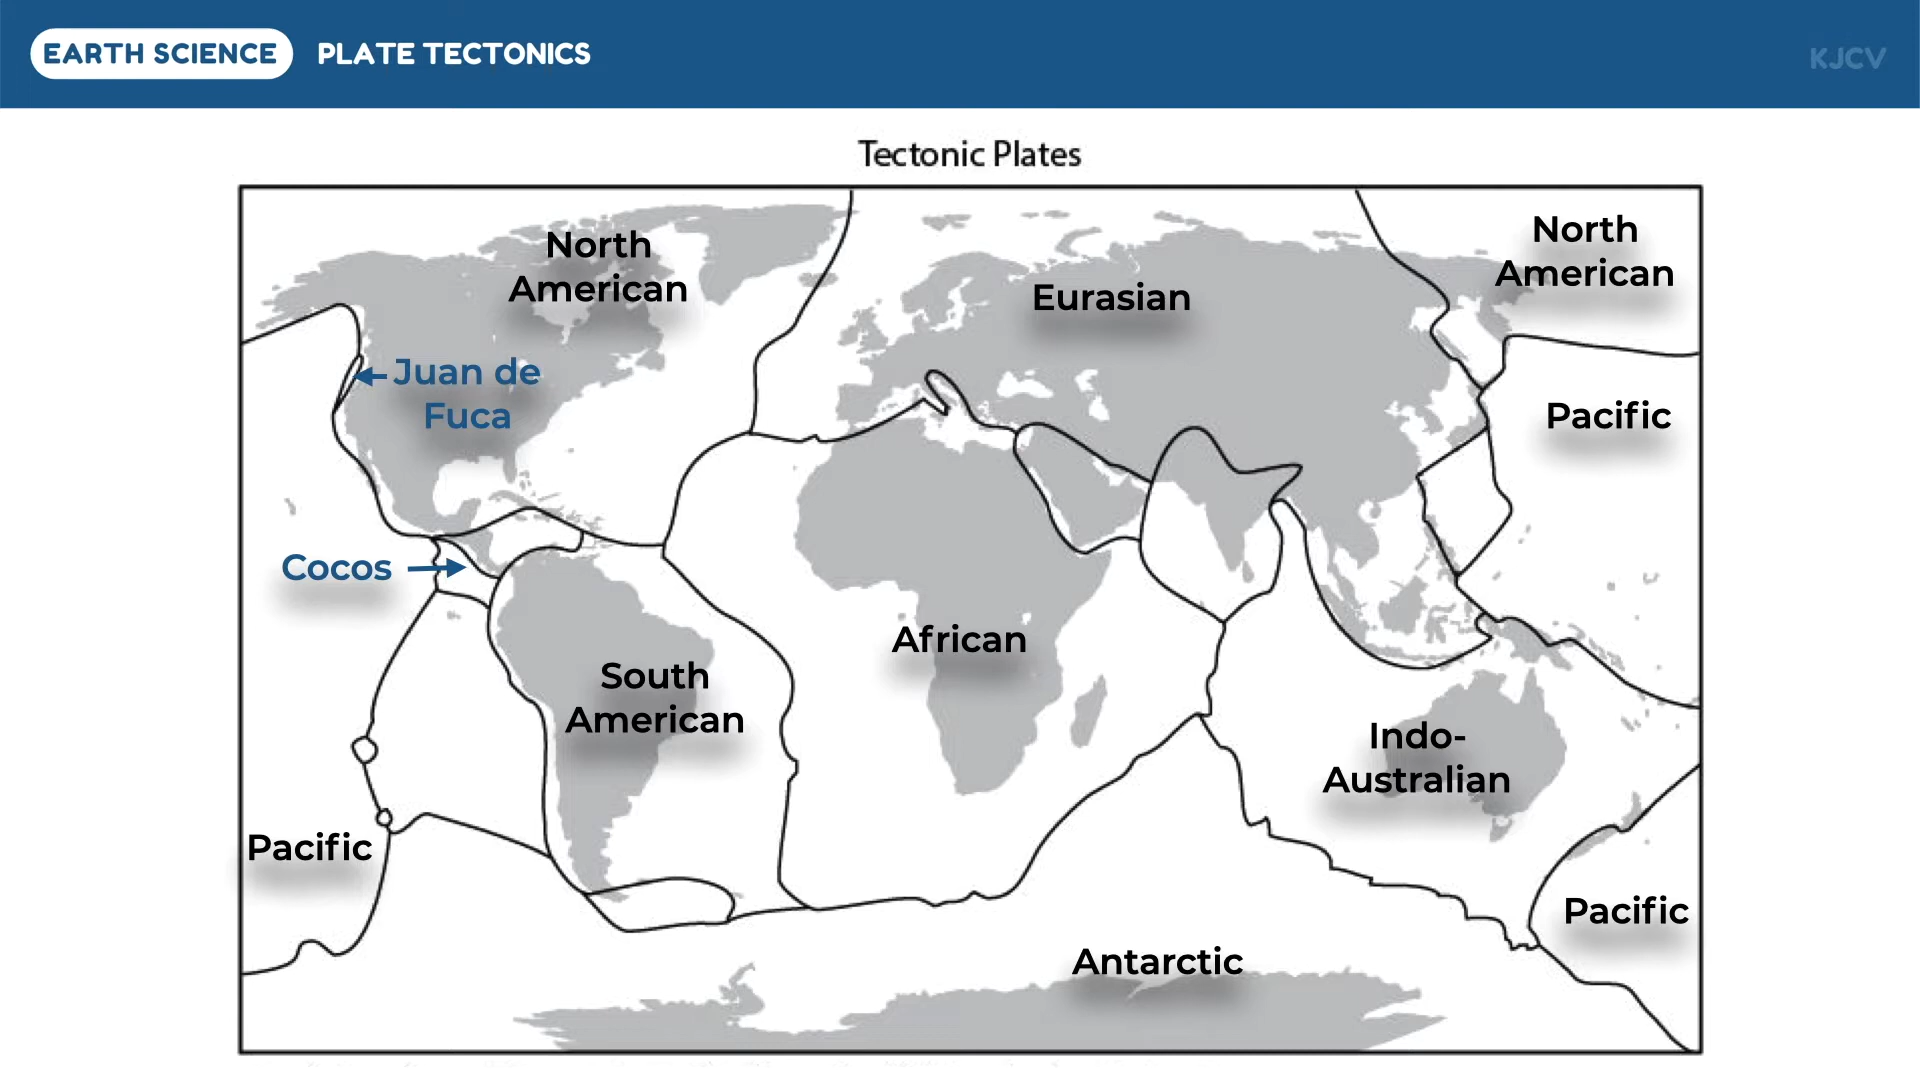 EARTH SCIENCE PLATE TECTONICS
KJCV
Tectonic Plates
North
American
North
American
Eurasian
Juan de
Fuca
Pacific
Cocos
African
South
American
Indo-
Australian
Pacific
Pacific
Antarctic